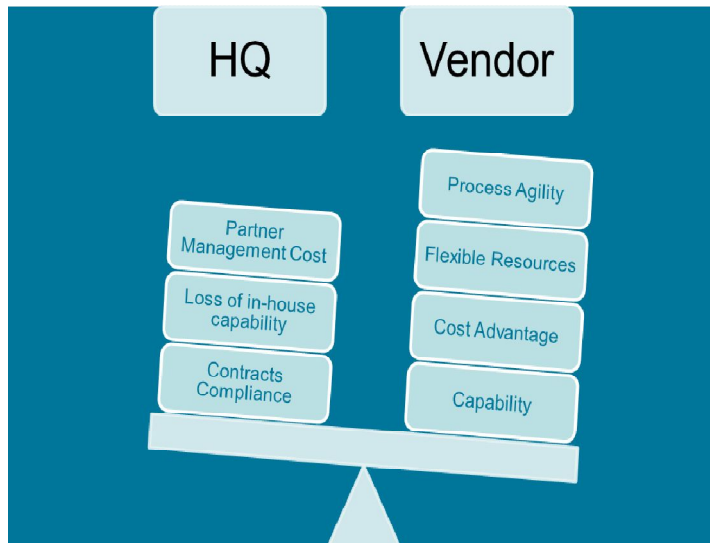 HQ
Vendor
Partner
Management Cost
Loss of in-house
capability
Contracts
Compliance
Process Agility
Flexible Resources
Cost Advantage
Capability